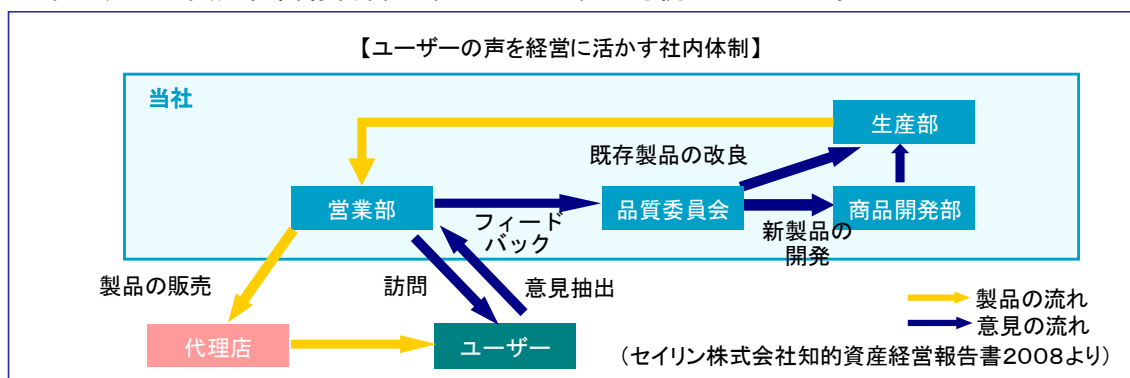 【ユーザーの声を経営に活かす社内体制】
当社
生産部
既存製品の改良
営業部
品質委員会
商品開発部
フィード
バック
新製品の
開発
製品の販売
訪問
意見抽出
製品の流れ
意見の流れ
代理店
ユーザー
(セイリン株式会社知的資産経営報告書2008より)